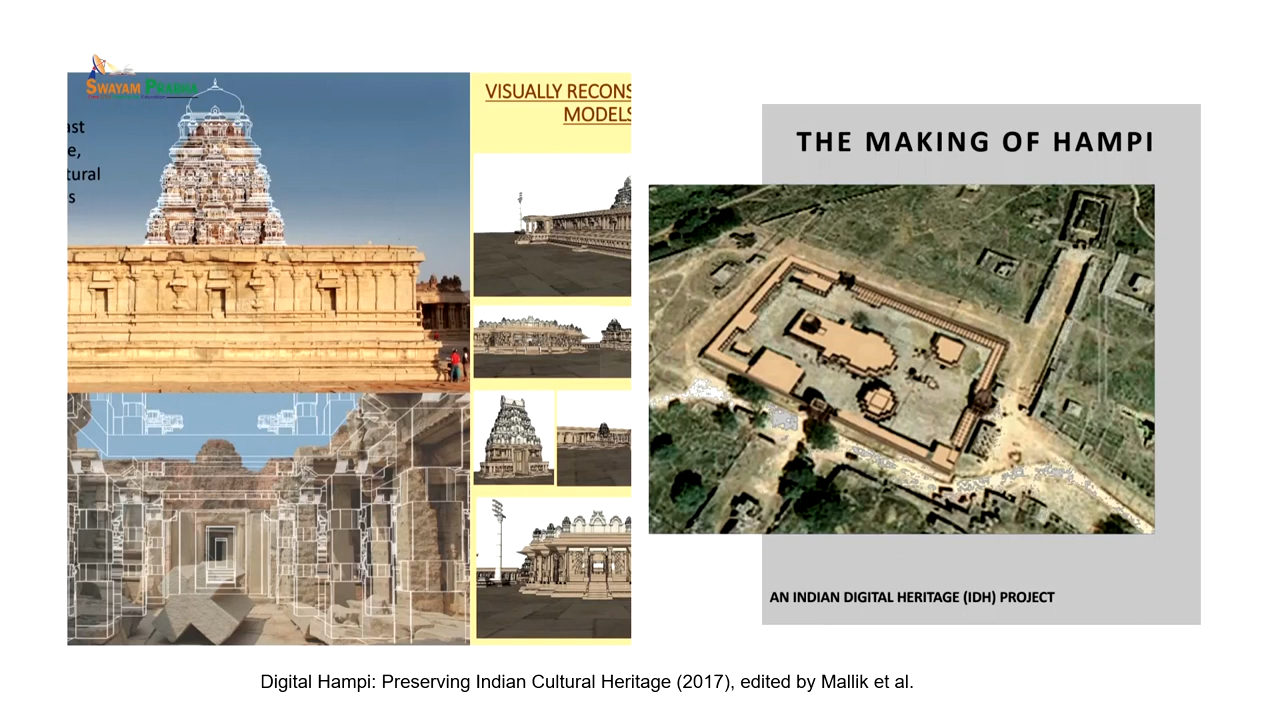 SWAYAM PRABHA
ast
e,
tural
s
VISUALLY RECONS
MODELS
THE MAKING OF HAMPI
AN INDIAN DIGITAL HERITAGE (IDH) PROJECT
Digital Hampi: Preserving Indian Cultural Heritage (2017), edited by Mallik et al.